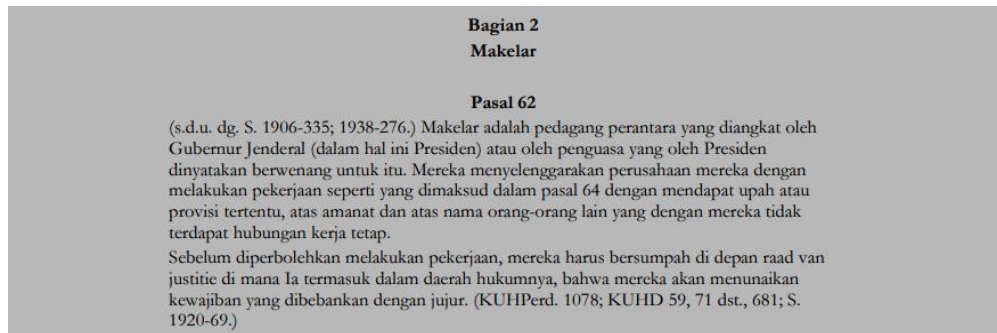 Bagian 2
Makelar
Pasal 62
(s.d.u. dg. S. 1906-335; 1938-276.) Makelar adalah pedagang perantara yang diangkat oleh
Gubernur Jenderal (dalam hal ini Presiden) atau oleh penguasa yang oleh Presiden
dinyatakan berwenang untuk itu. Mereka menyelenggarakan perusahaan mereka dengan
melakukan pekerjaan seperti yang dimaksud dalam pasal 64 dengan mendapat upah atau
provisi tertentu, atas amanat dan atas nama orang-orang lain yang dengan mereka tidak
terdapat hubungan kerja tetap.
Sebelum diperbolehkan melakukan pekerjaan, mereka harus bersumpah di depan raad van
justitie di mana Ia termasuk dalam daerah hukumnya, bahwa mereka akan menunaikan
kewajiban yang dibebankan dengan jujur. (KUHPerd. 1078; KUHD 59, 71 dst., 681; S.
1920-69.)